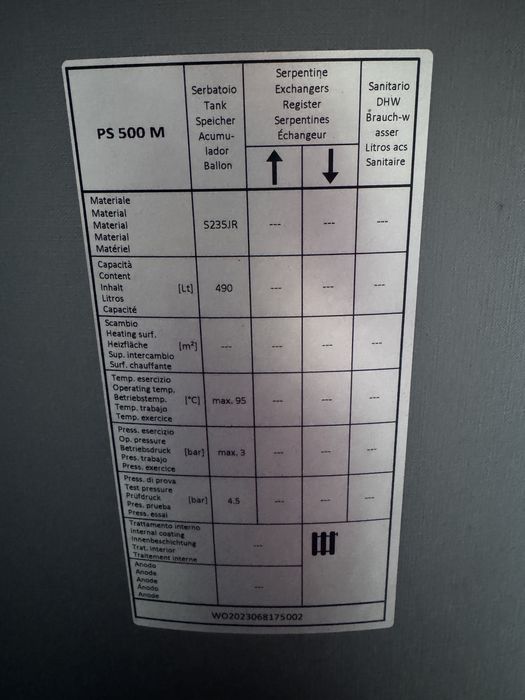 PS 500 M
Serbatoio
Tank
Speicher
Acumu-
lador
Ballon
Serpentine
Exchangers
Register
Serpentines
Échangeur
Sanitario
DHW
Brauch-w
asser
Litros acs
Sanitaire
Materiale
Material
Material
Material
Matériel
S235JR --- --- ---
Capacità
Content
Inhalt [Lt] 490 --- --- ---
Litros
Capacité
Scambio
Heating surf.
Heizfläche [m²] --- --- --- ---
Sup. intercambio
Surf. chauffante
Temp. esercizio
Operating temp.
Betriebstemp. [°C] max. 95 --- --- ---
Temp. trabajo
Temp. exercice
Press. esercizio
Op. pressure
Betriebsdruck [bar] max. 3 --- --- ---
Pres. trabajo
Press. exercice
Press. di prova
Test pressure
Prüfdruck [bar] 4.5 --- --- ---
Pres. prueba
Press. essai
Trattamento interno
Internal coating
Innenbeschichtung ---
Trat. interior
Traitement interne
Anodo
Anode
Anode ---
Ánodo
Anode
WO2023068175002